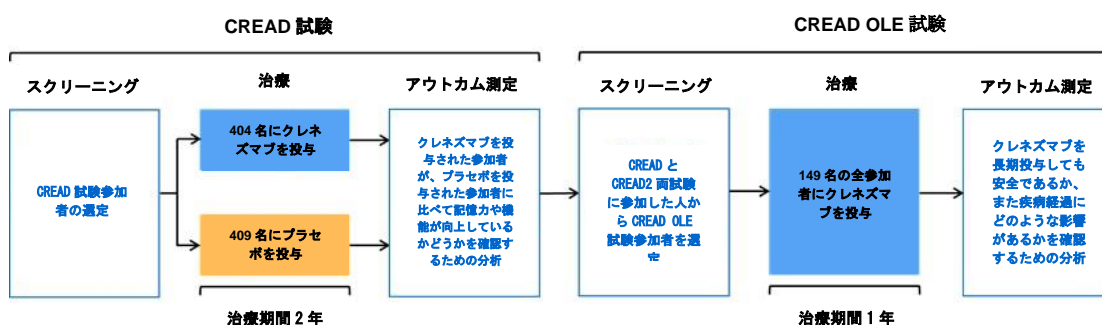 CREAD 試験
CREAD OLE 試験
スクリーニング
治療
アウトカム測定
スクリーニング
治療
アウトカム測定
CREAD 試験参加
者の選定
404 名にクレネ
ズマブを投与
409 名にプラセ
ボを投与
クレネズマブを投
与された参加者
が、プラセボを投
与された参加者に
比べて記憶力や機
能が向上しているか
どうかを確認す
るための分析
CREAD と
CREAD2 両試験
に参加した人か
ら CREAD OLE
試験参加者を選
定
149 名の全参加
者にクレネズマ
ブを投与
クレネズマブを
長期投与しても
安全であるか、
また疾病経過に
どのような影響
があるかを確認
するための分析
治療期間 2 年
治療期間 1 年